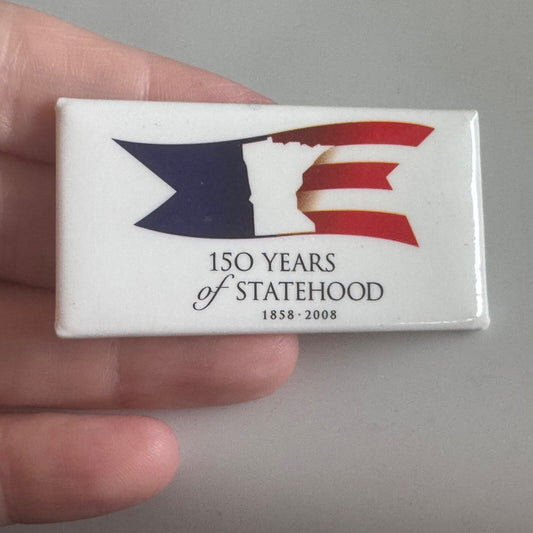 150 YEARS
of STATEHOOD
1858 · 2008